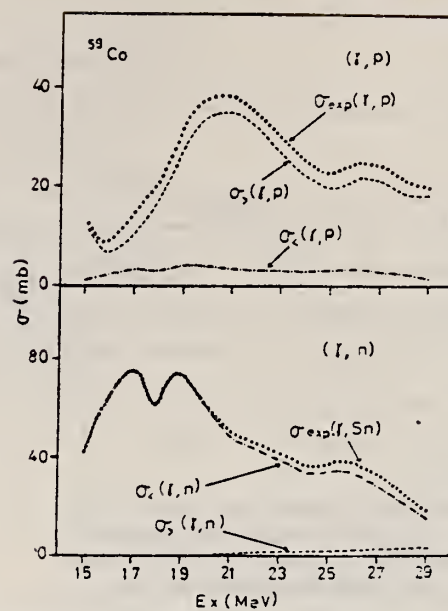 ⁵⁹Co
(γ,p)
40
σexp(γ,p)
20
σ>(γ,p)
σ<(γ,p)
0
σ (mb)
80
(γ,n)
40
σexp(γ,Sn)
σ<(γ,n)
σ>(γ,n)
0
15 17 19 21 23 25 27 29
Ex (MeV)